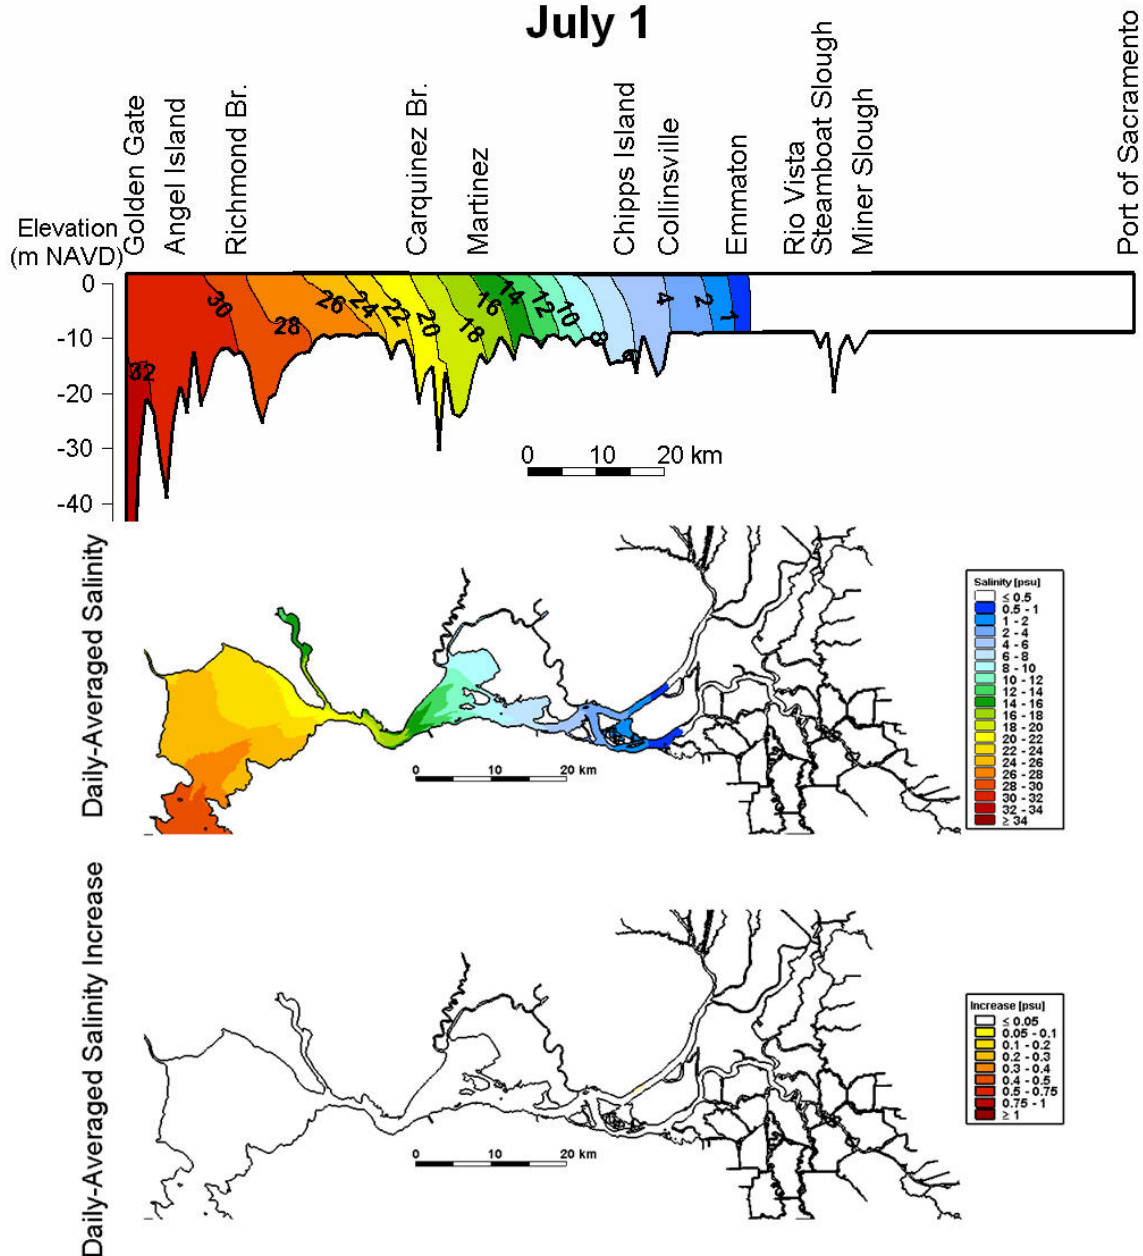 July 1
Golden Gate
Angel Island
Richmond Br.
Carquinez Br.
Martinez
Chipps Island
Collinsville
Emmaton
Rio Vista
Steamboat Slough
Miner Slough
Port of Sacramento
Elevation
(m NAVD)
0
-10
-20
-30
-40
32
30
28
26
24
22
20
18
16
14
12
10
8
6
4
2
1
0 10 20 km
Daily-Averaged Salinity
0 10 20 km
Salinity [psu]
≤ 0.5
0.5 - 1
1 - 2
2 - 4
4 - 6
6 - 8
8 - 10
10 - 12
12 - 14
14 - 16
16 - 18
18 - 20
20 - 22
22 - 24
24 - 26
26 - 28
28 - 30
30 - 32
32 - 34
≥ 34
Daily-Averaged Salinity Increase
0 10 20 km
Increase [psu]
≤ 0.05
0.05 - 0.1
0.1 - 0.2
0.2 - 0.3
0.3 - 0.4
0.4 - 0.5
0.5 - 0.75
0.75 - 1
≥ 1